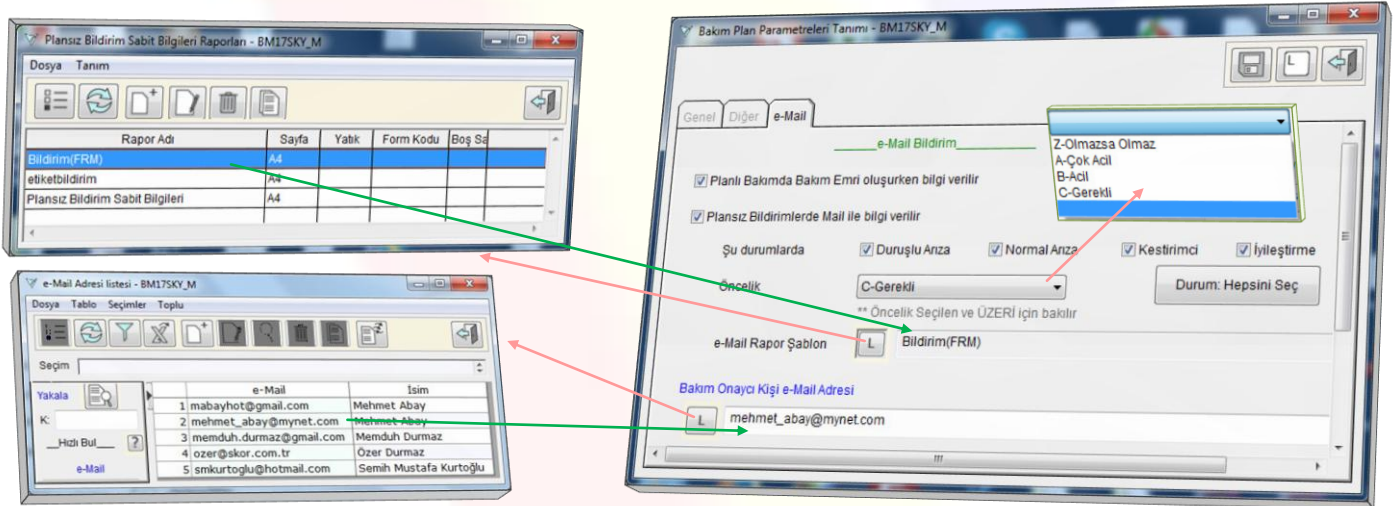 Plansız Bildirim Sabit Bilgileri Raporları - BM17SKY_M
Dosya Tanım
Rapor Adı Sayfa Yatık Form Kodu Boş Sa
Bildirim(FRM) A4
etiketbildirim A4
Plansız Bildirim Sabit Bilgileri A4
e-Mail Adresi listesi - BM17SKY_M
Dosya Tablo Seçimler Toplu
Seçim
Yakala
K:
__Hızlı Bul___ ?
e-Mail
e-Mail İsim
1 mabayhot@gmail.com Mehmet Abay
2 mehmet_abay@mynet.com Mehmet Abay
3 memduh.durmaz@gmail.com Memduh Durmaz
4 ozer@skor.com.tr Özer Durmaz
5 smkurtoglu@hotmail.com Semih Mustafa Kurtoğlu
Bakım Plan Parametreleri Tanımı - BM17SKY_M
L
Genel Diğer e-Mail
______e-Mail Bildirim___________
Z-Olmazsa Olmaz
A-Çok Acil
B-Acil
C-Gerekli
Planlı Bakımda Bakım Emri oluşurken bilgi verilir
Plansız Bildirimlerde Mail ile bilgi verilir
Şu durumlarda Duruşlu Arıza Normal Arıza Kestirimci İyileştirme
Öncelik C-Gerekli Durum: Hepsini Seç
** Öncelik Seçilen ve ÜZERİ için bakılır
e-Mail Rapor Şablon L Bildirim(FRM)
Bakım Onaycı Kişi e-Mail Adresi
L mehmet_abay@mynet.com